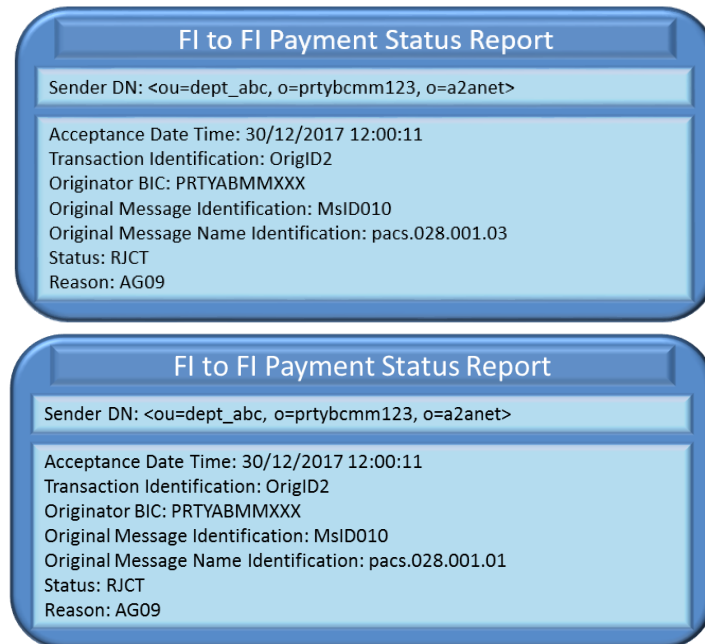 FI to FI Payment Status Report
Sender DN: <ou=dept_abc, o=prtybcmm123, o=a2anet>
Acceptance Date Time: 30/12/2017 12:00:11
Transaction Identification: OrigID2
Originator BIC: PRTYABMMXXX
Original Message Identification: MsID010
Original Message Name Identification: pacs.028.001.03
Status: RJCT
Reason: AG09
FI to FI Payment Status Report
Sender DN: <ou=dept_abc, o=prtybcmm123, o=a2anet>
Acceptance Date Time: 30/12/2017 12:00:11
Transaction Identification: OrigID2
Originator BIC: PRTYABMMXXX
Original Message Identification: MsID010
Original Message Name Identification: pacs.028.001.01
Status: RJCT
Reason: AG09